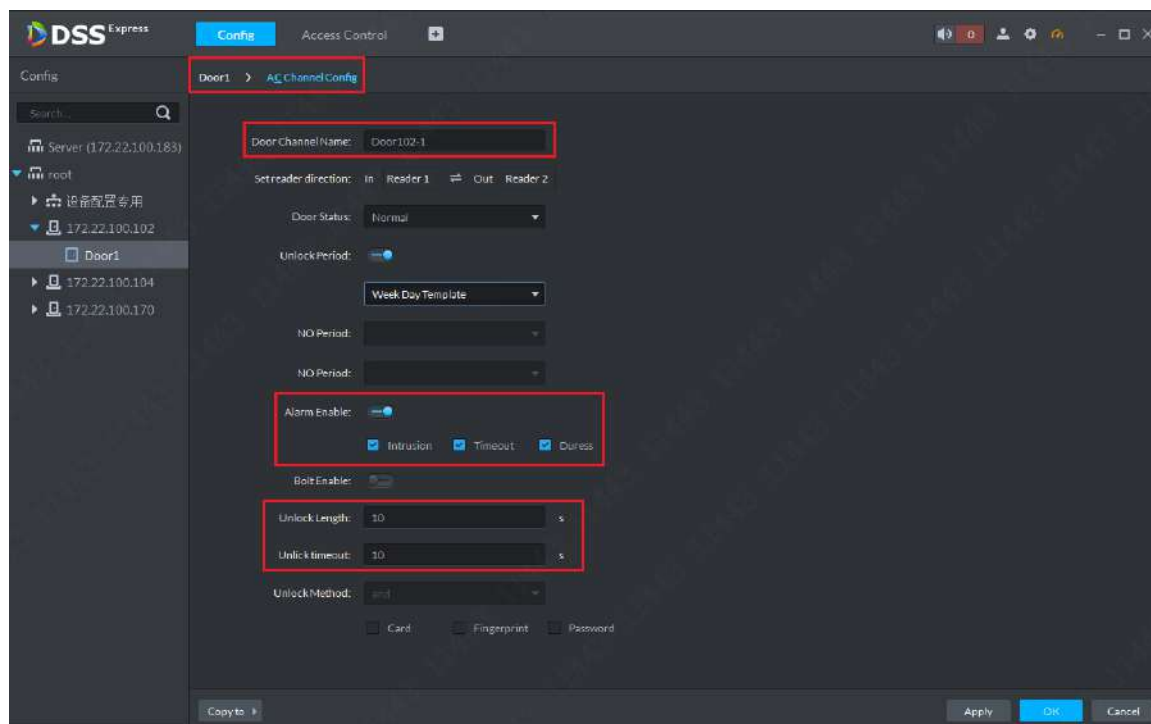 DSS Express
Config
Access Control
0
Config
Door1 > AC Channel Config
Search...
Server (172.22.100.183)
root
设备配置专用
172.22.100.102
Door1
172.22.100.104
172.22.100.170
Door Channel Name: Door102-1
Set reader direction: In Reader 1 ⇌ Out Reader 2
Door Status: Normal
Unlock Period:
Week Day Template
NO Period:
NO Period:
Alarm Enable:
Intrusion Timeout Duress
Bolt Enable:
Unlock Length: 10 s
Unlick timeout: 10 s
Unlock Method: and
Card Fingerprint Password
Copy to
Apply OK Cancel